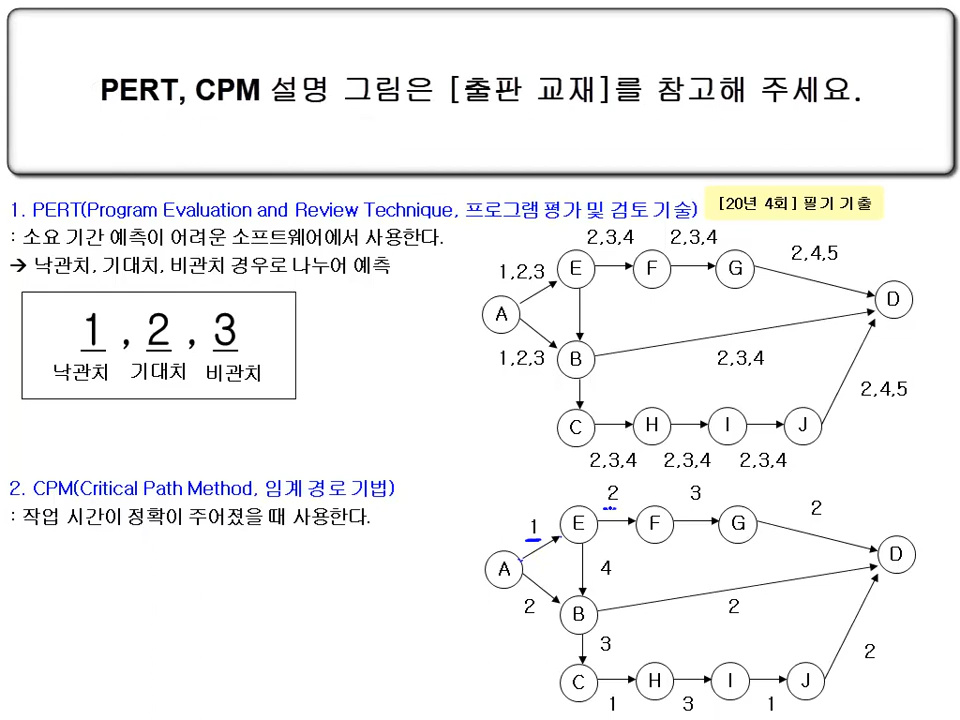 PERT, CPM 설명 그림은 [출판 교재]를 참고해 주세요.
1. PERT(Program Evaluation and Review Technique, 프로그램 평가 및 검토 기술)
[20년 4회] 필기 기출
: 소요 기간 예측이 어려운 소프트웨어에서 사용한다.
→ 낙관치, 기대치, 비관치 경우로 나누어 예측
1 , 2 , 3
낙관치 기대치 비관치
2,3,4 2,3,4
2,4,5
1,2,3
E F G
D
A
1,2,3
B
2,3,4
2,4,5
C H I J
2,3,4 2,3,4 2,3,4
2. CPM(Critical Path Method, 임계 경로 기법)
: 작업 시간이 정확이 주어졌을 때 사용한다.
2 3
2
1
E F G
D
A
4
2
B
2
3
2
C H I J
1 3 1